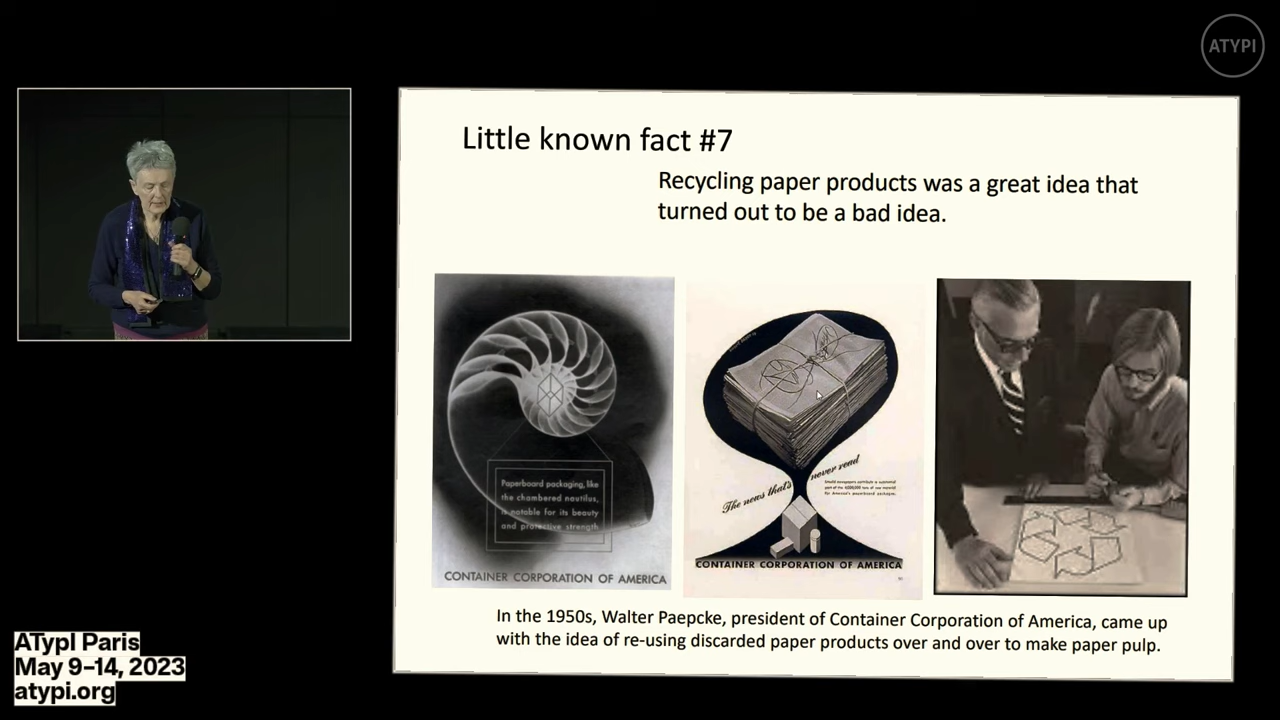 ATYPI
Little known fact #7
Recycling paper products was a great idea that
turned out to be a bad idea.
Paperboard packaging, like
the chambered nautilus,
is notable for its beauty
and protective strength
CONTAINER CORPORATION OF AMERICA
The news that's never read
CONTAINER CORPORATION OF AMERICA
In the 1950s, Walter Paepcke, president of Container Corporation of America, came up
with the idea of re-using discarded paper products over and over to make paper pulp.
ATypI Paris
May 9–14, 2023
atypi.org